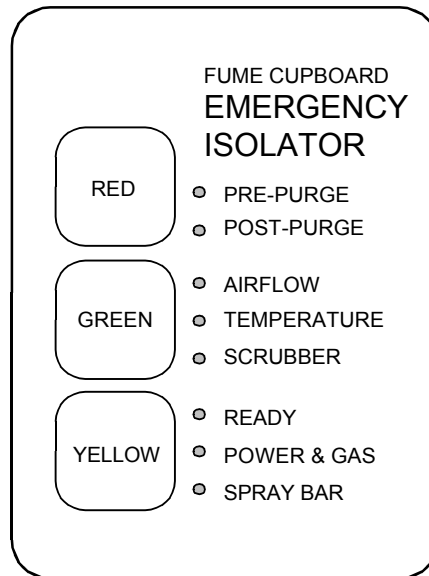 FUME CUPBOARD
EMERGENCY
ISOLATOR
RED
PRE-PURGE
POST-PURGE
GREEN
AIRFLOW
TEMPERATURE
SCRUBBER
YELLOW
READY
POWER & GAS
SPRAY BAR